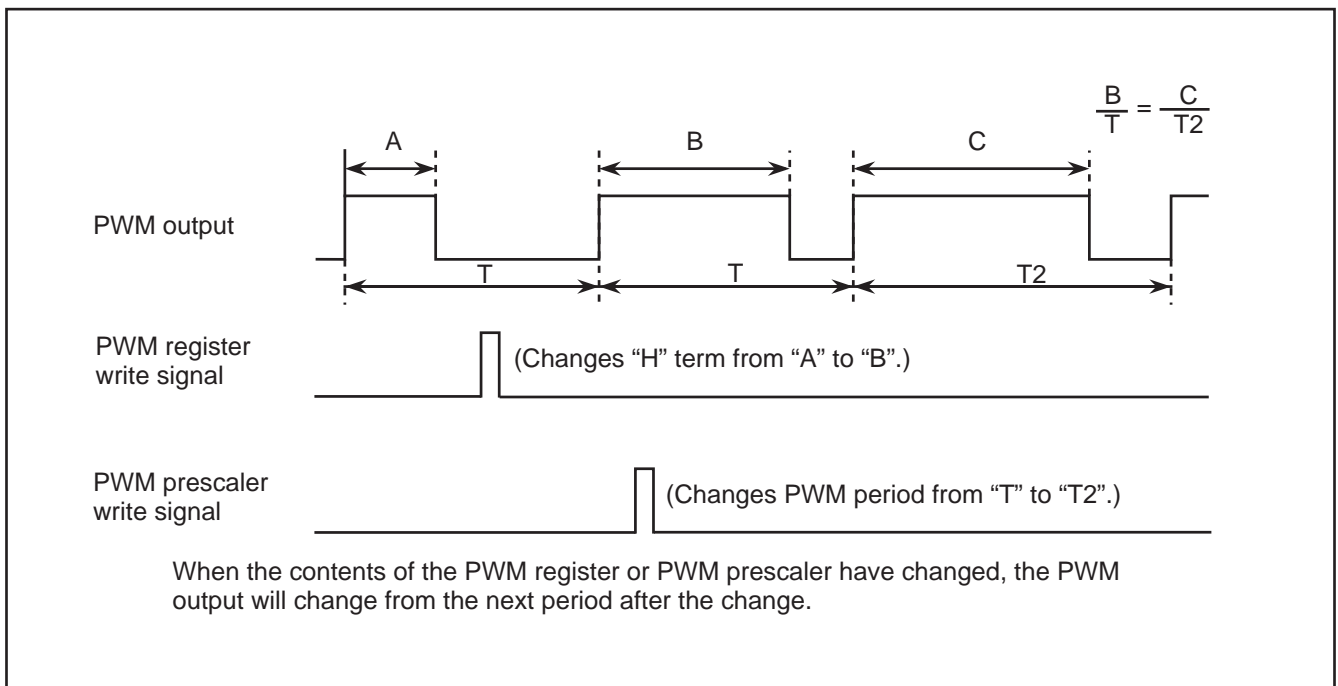 B
T
=
C
T2
A
B
C
PWM output
T
T
T2
PWM register
write signal
(Changes “H” term from “A” to “B”.)
PWM prescaler
write signal
(Changes PWM period from “T” to “T2”.)
When the contents of the PWM register or PWM prescaler have changed, the PWM
output will change from the next period after the change.